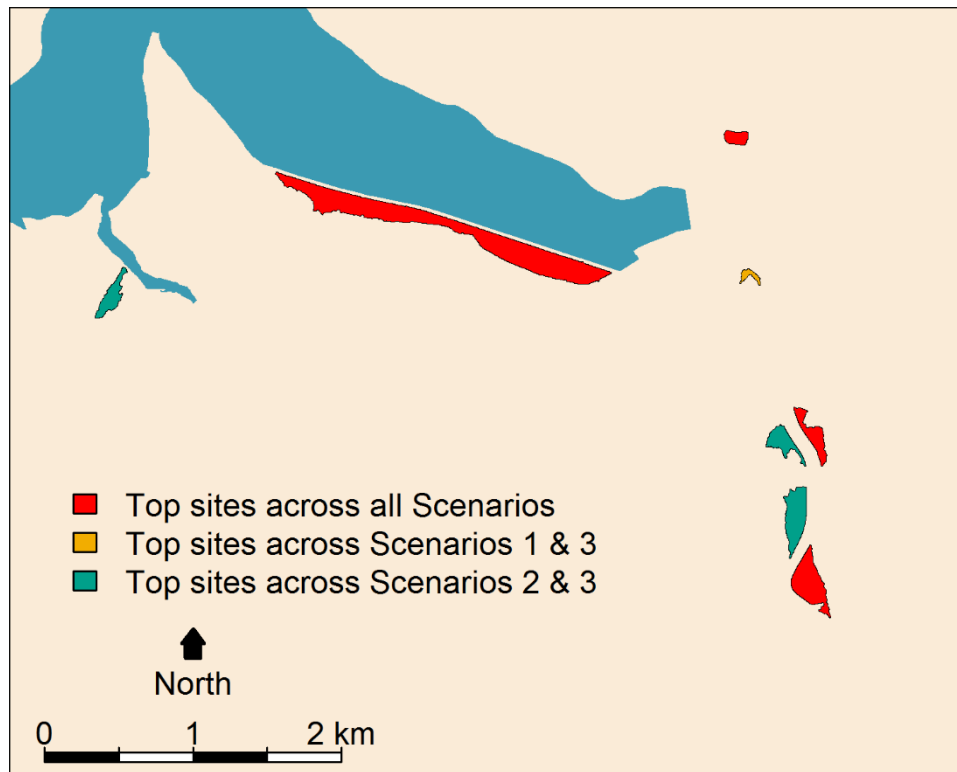 Top sites across all Scenarios
Top sites across Scenarios 1 & 3
Top sites across Scenarios 2 & 3
North
0 1 2 km